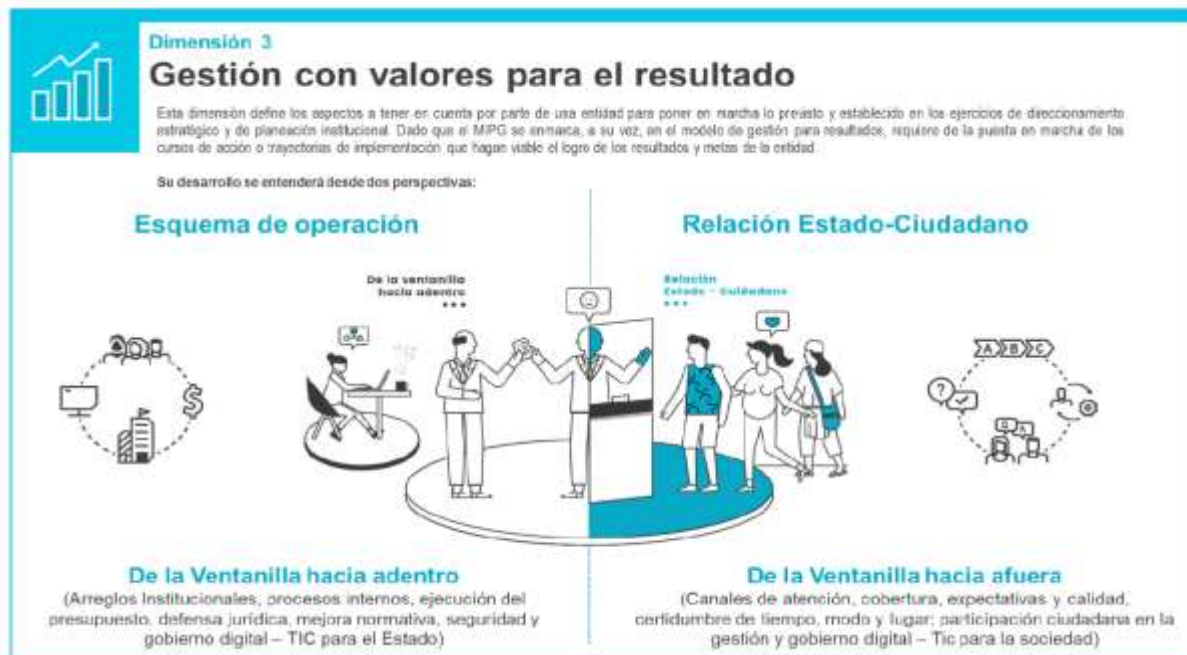 Dimensión 3
Gestión con valores para el resultado
Esta dimensión define los aspectos a tener en cuenta por parte de una entidad para poner en marcha lo previsto y establecido en los ejercicios de direccionamiento
estratégico y de planeación institucional. Dado que el MIPG se enmarca, a su vez, en el modelo de gestión para resultados, requiere de la puesta en marcha de los
cursos de acción o trayectorias de implementación que hagan viable el logro de los resultados y metas de la entidad.
Su desarrollo se entenderá desde dos perspectivas:
Esquema de operación
De la ventanilla
hacia adentro
De la Ventanilla hacia adentro
(Arreglos Institucionales, procesos internos, ejecución del
presupuesto, defensa jurídica, mejora normativa, seguridad y
gobierno digital – TIC para el Estado)
Relación Estado-Ciudadano
Relación
Estado - Cuidadano
A B C
?
$
De la Ventanilla hacia afuera
(Canales de atención, cobertura, expectativas y calidad,
certidumbre de tiempo, modo y lugar; participación ciudadana en la
gestión y gobierno digital – Tic para la sociedad)